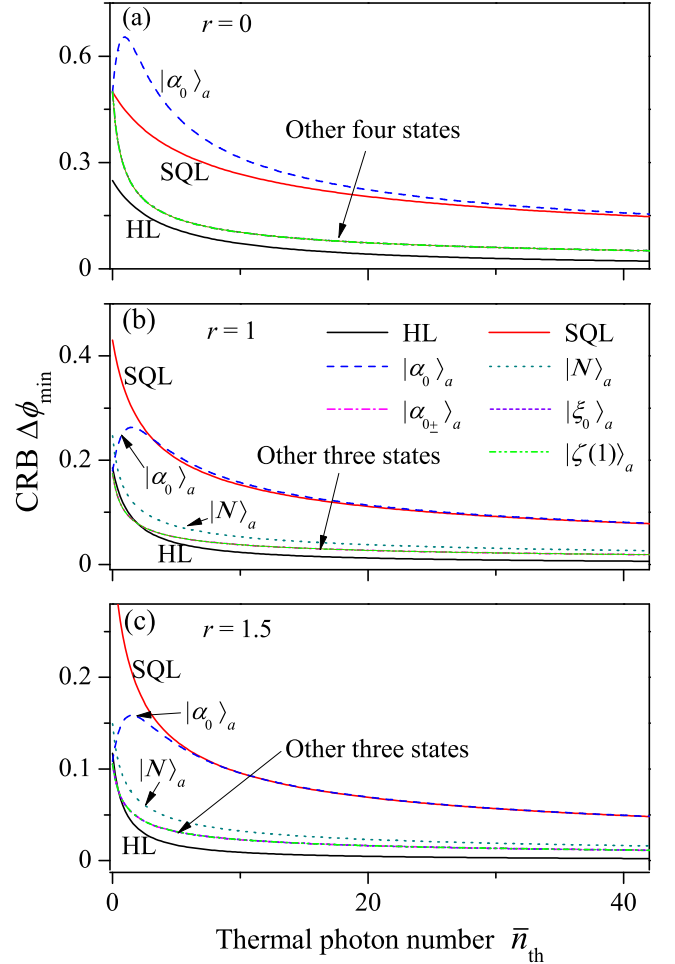 (a)
r = 0
0.6
|α₀⟩ₐ
Other four states
0.3
SQL
HL
0
(b)
r = 1
HL
SQL
0.4
SQL
|α₀⟩ₐ
|N⟩ₐ
|α₀±⟩ₐ
|ξ₀⟩ₐ
Other three states
|ζ(1)⟩ₐ
0.2
|α₀⟩ₐ
|N⟩ₐ
HL
0
CRB Δϕ_min
(c)
r = 1.5
0.2
SQL
|α₀⟩ₐ
Other three states
0.1
|N⟩ₐ
HL
0
0 20 40
Thermal photon number n̄_th